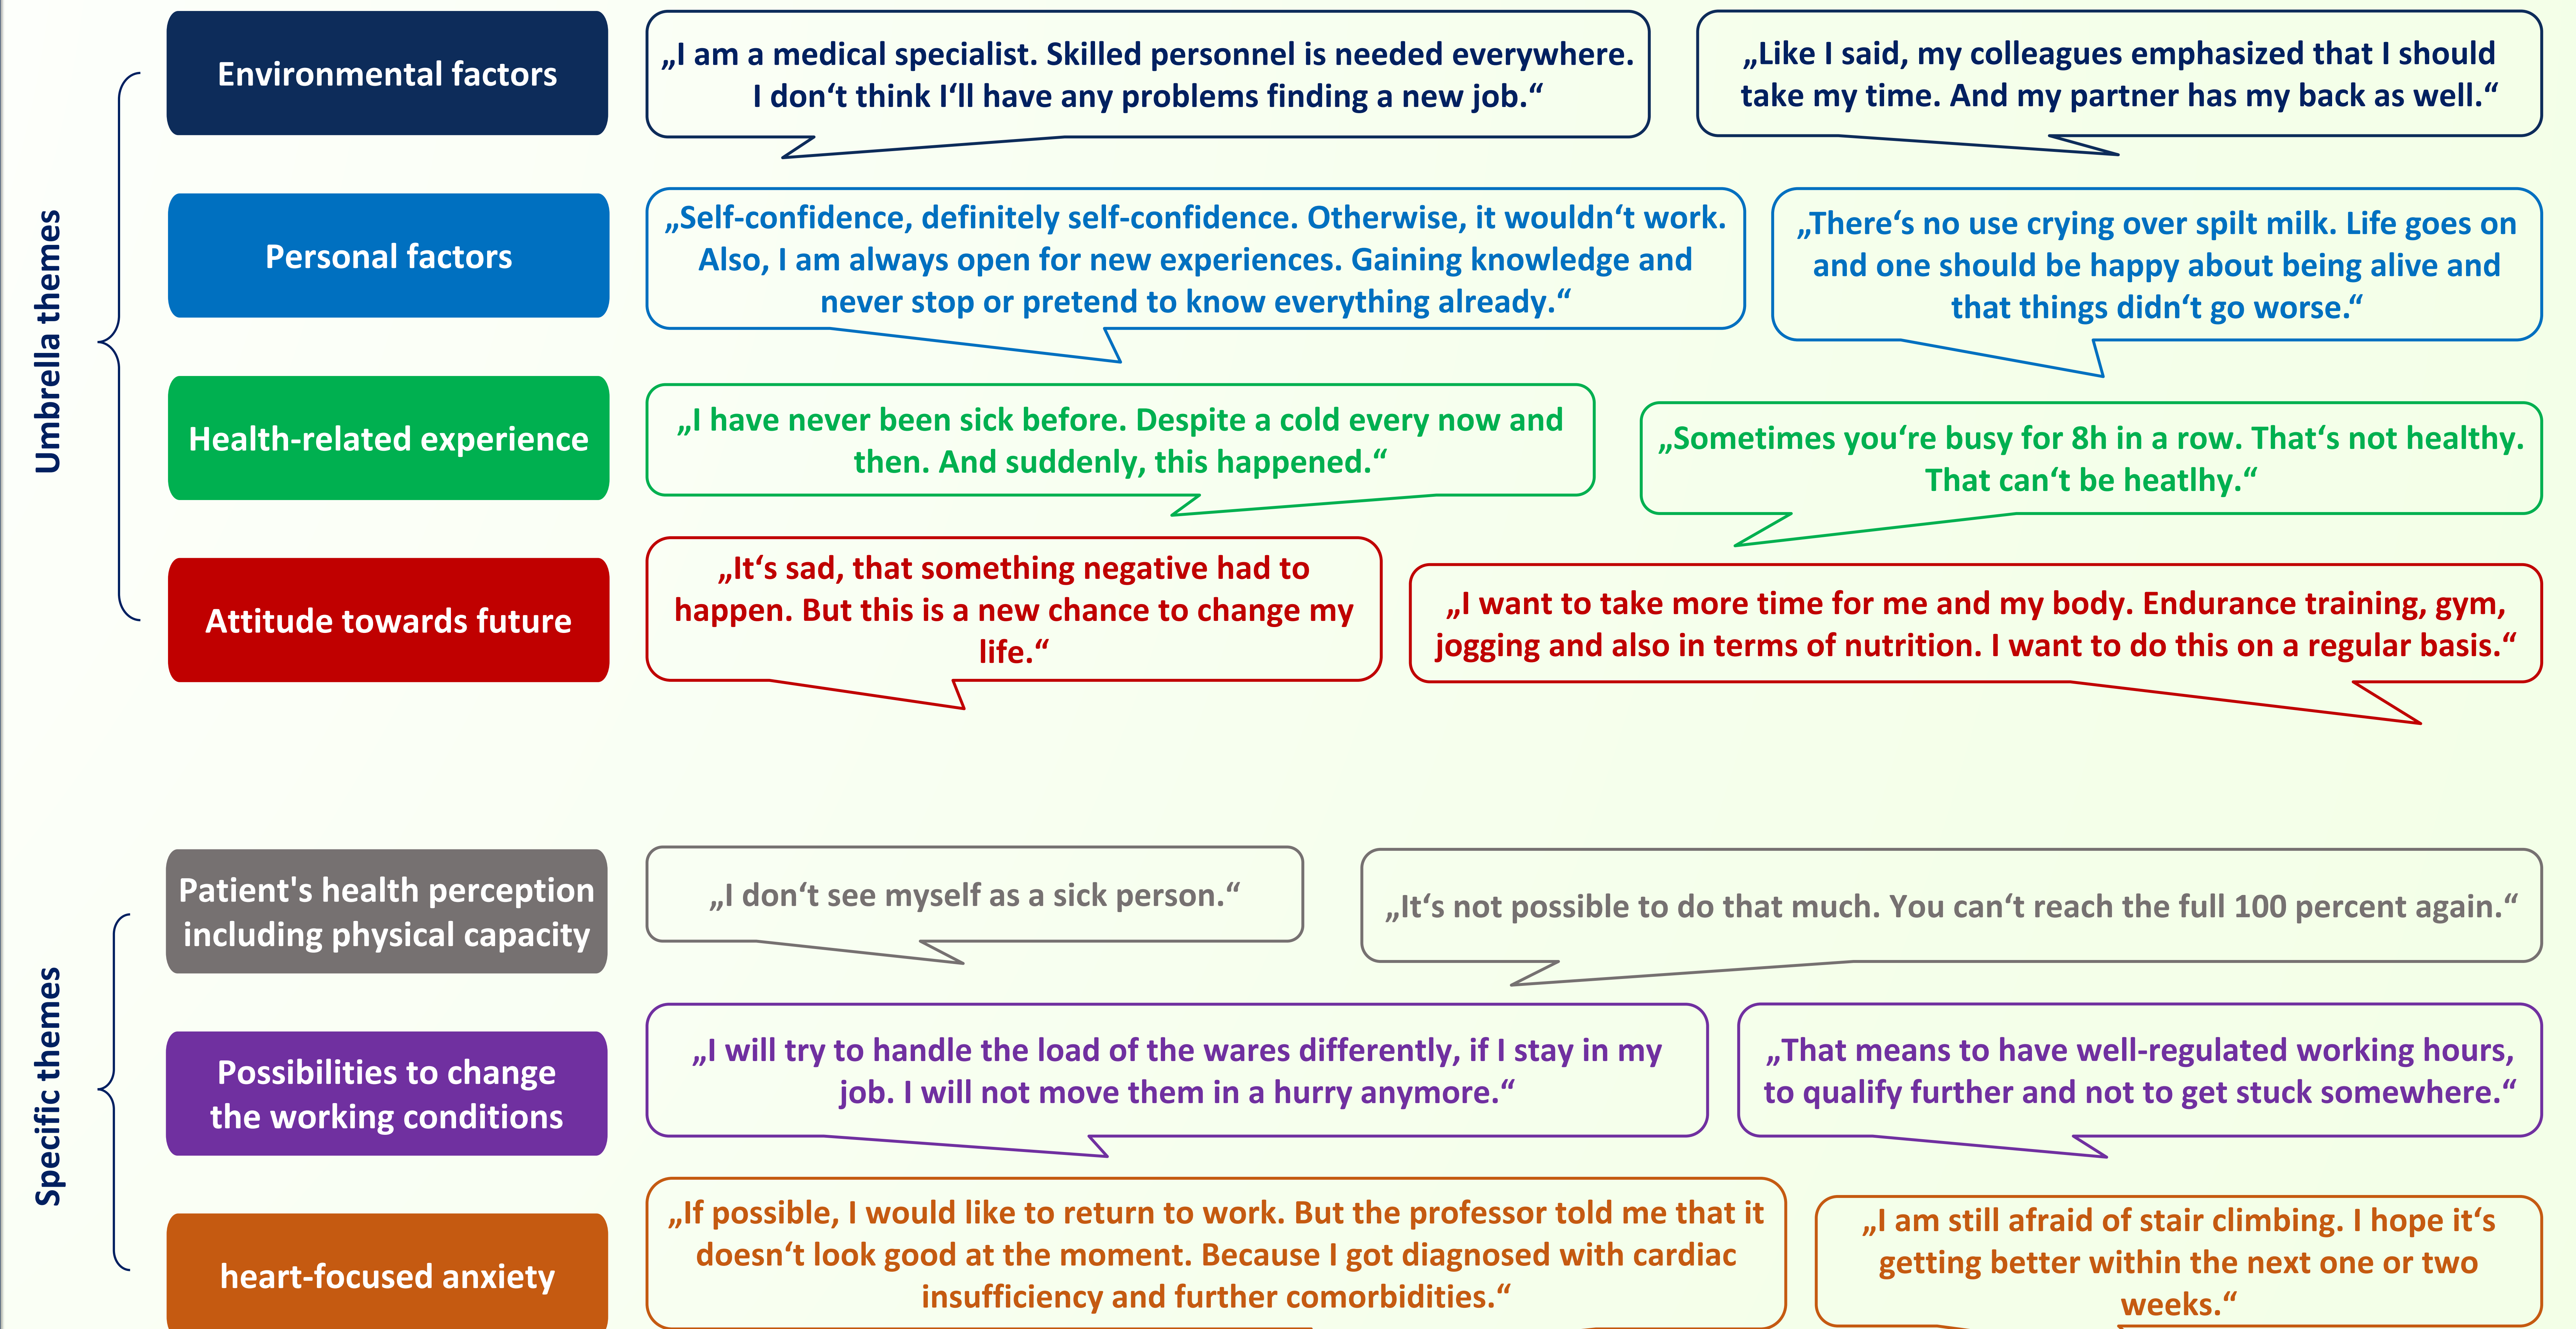 Umbrella themes
Environmental factors
„I am a medical specialist. Skilled personnel is needed everywhere.
I don‘t think I‘ll have any problems finding a new job.“
„Like I said, my colleagues emphasized that I should
take my time. And my partner has my back as well.“
Personal factors
„Self-confidence, definitely self-confidence. Otherwise, it wouldn‘t work.
Also, I am always open for new experiences. Gaining knowledge and
never stop or pretend to know everything already.“
„There‘s no use crying over spilt milk. Life goes on
and one should be happy about being alive and
that things didn‘t go worse.“
Health-related experience
„I have never been sick before. Despite a cold every now and
then. And suddenly, this happened.“
„Sometimes you‘re busy for 8h in a row. That‘s not healthy.
That can‘t be heatlhy.“
Attitude towards future
„It‘s sad, that something negative had to
happen. But this is a new chance to change my
life.“
„I want to take more time for me and my body. Endurance training, gym,
jogging and also in terms of nutrition. I want to do this on a regular basis.“
Specific themes
Patient's health perception
including physical capacity
„I don‘t see myself as a sick person.“
„It‘s not possible to do that much. You can‘t reach the full 100 percent again.“
Possibilities to change
the working conditions
„I will try to handle the load of the wares differently, if I stay in my
job. I will not move them in a hurry anymore.“
„That means to have well-regulated working hours,
to qualify further and not to get stuck somewhere.“
heart-focused anxiety
„If possible, I would like to return to work. But the professor told me that it
doesn‘t look good at the moment. Because I got diagnosed with cardiac
insufficiency and further comorbidities.“
„I am still afraid of stair climbing. I hope it‘s
getting better within the next one or two
weeks.“